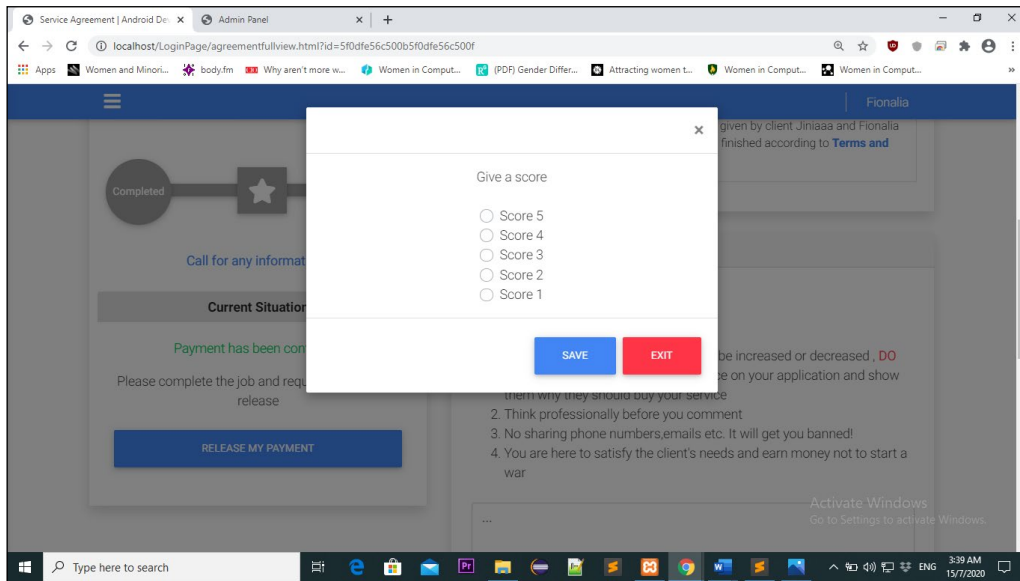 Service Agreement | Android De
Admin Panel
localhost/LoginPage/agreementfullview.html?id=5f0dfe56c500b5f0dfe56c500f
Apps
Women and Minori...
body.fm
Why aren't more w...
Women in Comput...
(PDF) Gender Differ...
Attracting women t...
Women in Comput...
Women in Comput...
»
Fionalia
given by client Jiniaaa and Fionalia
finished according to Terms and
×
Give a score
Score 5
Score 4
Score 3
Score 2
Score 1
SAVE
EXIT
Completed
Call for any informat
Current Situation
Payment has been con
Please complete the job and requ
release
RELEASE MY PAYMENT
be increased or decreased , DO
e on your application and show
them why they should buy your service
2. Think professionally before you comment
3. No sharing phone numbers,emails etc. It will get you banned!
4. You are here to satisfy the client's needs and earn money not to start a
war
...
Activate Windows
Go to Settings to activate Windows.
Type here to search
ENG
3:39 AM
15/7/2020